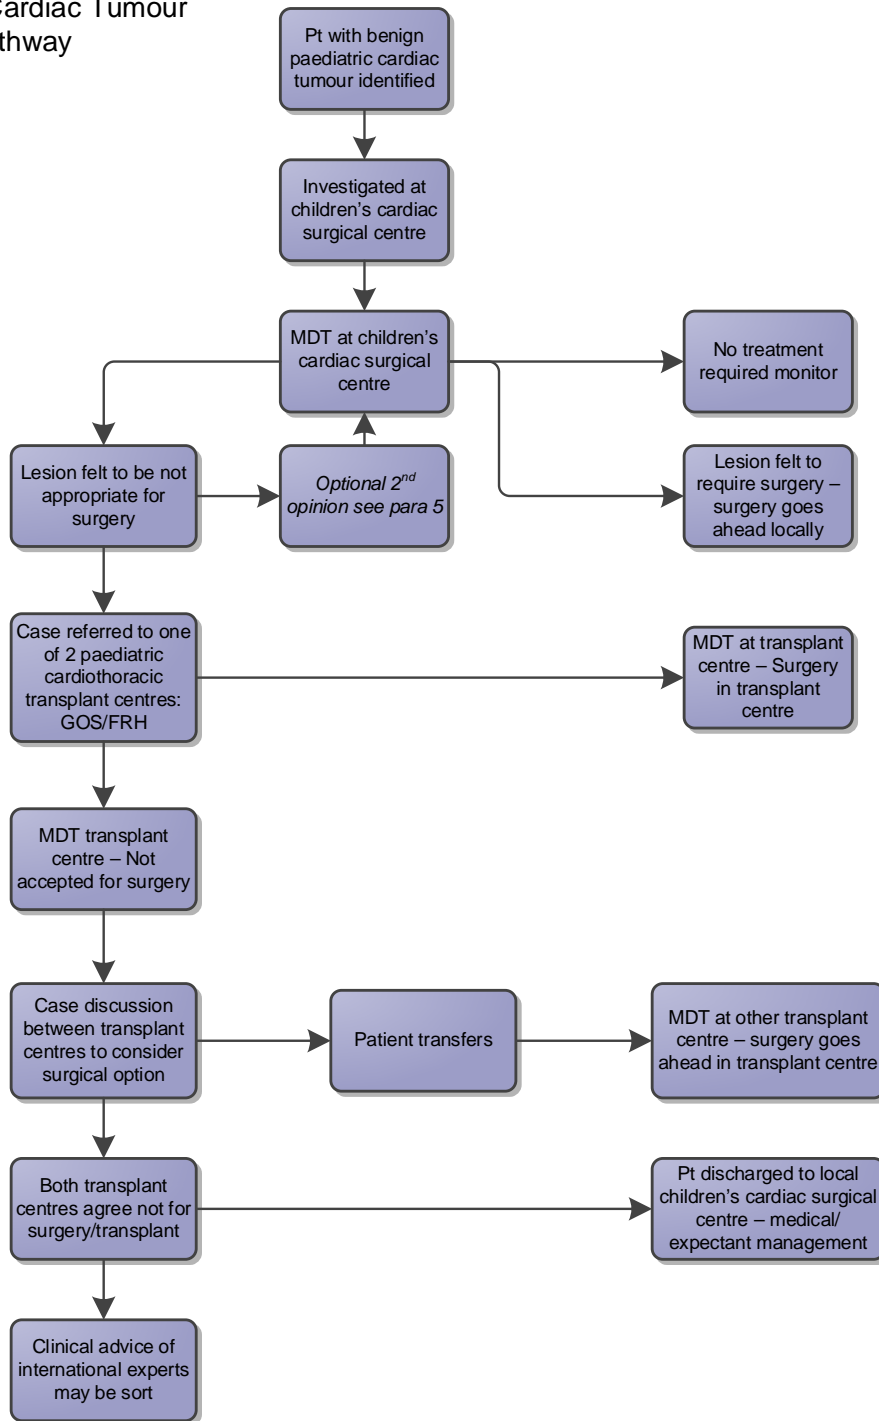 Cardiac Tumour
thway
Pt with benign
paediatric cardiac
tumour identified
Investigated at
children's cardiac
surgical centre
MDT at children's
cardiac surgical
centre
No treatment
required monitor
Lesion felt to be not
appropriate for
surgery
Optional 2nd
opinion see para 5
Lesion felt to
require surgery –
surgery goes
ahead locally
Case referred to one
of 2 paediatric
cardiothoracic
transplant centres:
GOS/FRH
MDT at transplant
centre – Surgery
in transplant
centre
MDT transplant
centre – Not
accepted for surgery
Case discussion
between transplant
centres to consider
surgical option
Patient transfers
MDT at other transplant
centre – surgery goes
ahead in transplant centre
Both transplant
centres agree not for
surgery/transplant
Pt discharged to local
children's cardiac surgical
centre – medical/
expectant management
Clinical advice of
international experts
may be sort